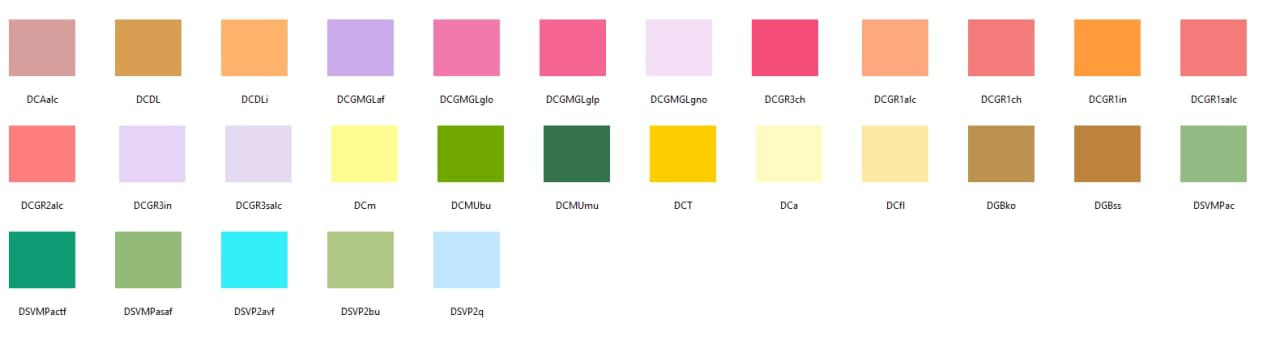 DCAalc DCDL DCDLi DCGMGLaf DCGMGLglo DCGMGLglp DCGMGLgno DCGR3ch DCGR1alc DCGR1ch DCGR1in DCGR1salc
DCGR2alc DCGR3in DCGR3salc DCm DCMUbu DCMUmu DCT DCa DCfl DGBko DGBss DSVMPac
DSVMPactf DSVMPasaf DSVP2avf DSVP2bu DSVP2q